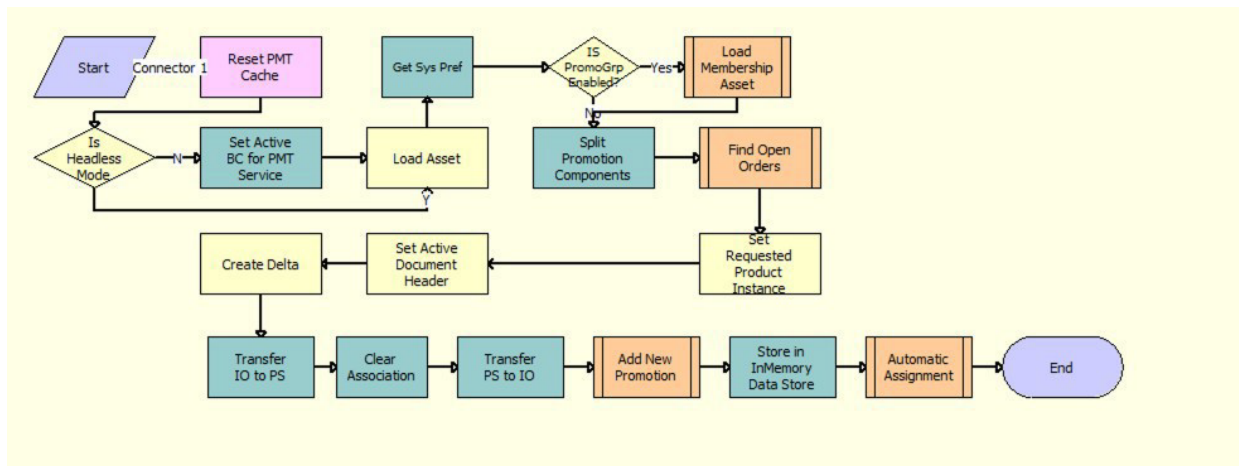 Start
Connector 1
Reset PMT
Cache
Get Sys Pref
IS
PromoGrp
Enabled?
Yes
Load
Membership
Asset
No
Is
Headless
Mode
N
Set Active
BC for PMT
Service
Load Asset
Y
Split
Promotion
Components
Find Open
Orders
Create Delta
Set Active
Document
Header
Set
Requested
Product
Instance
Transfer
IO to PS
Clear
Association
Transfer
PS to IO
Add New
Promotion
Store in
InMemory
Data Store
Automatic
Assignment
End